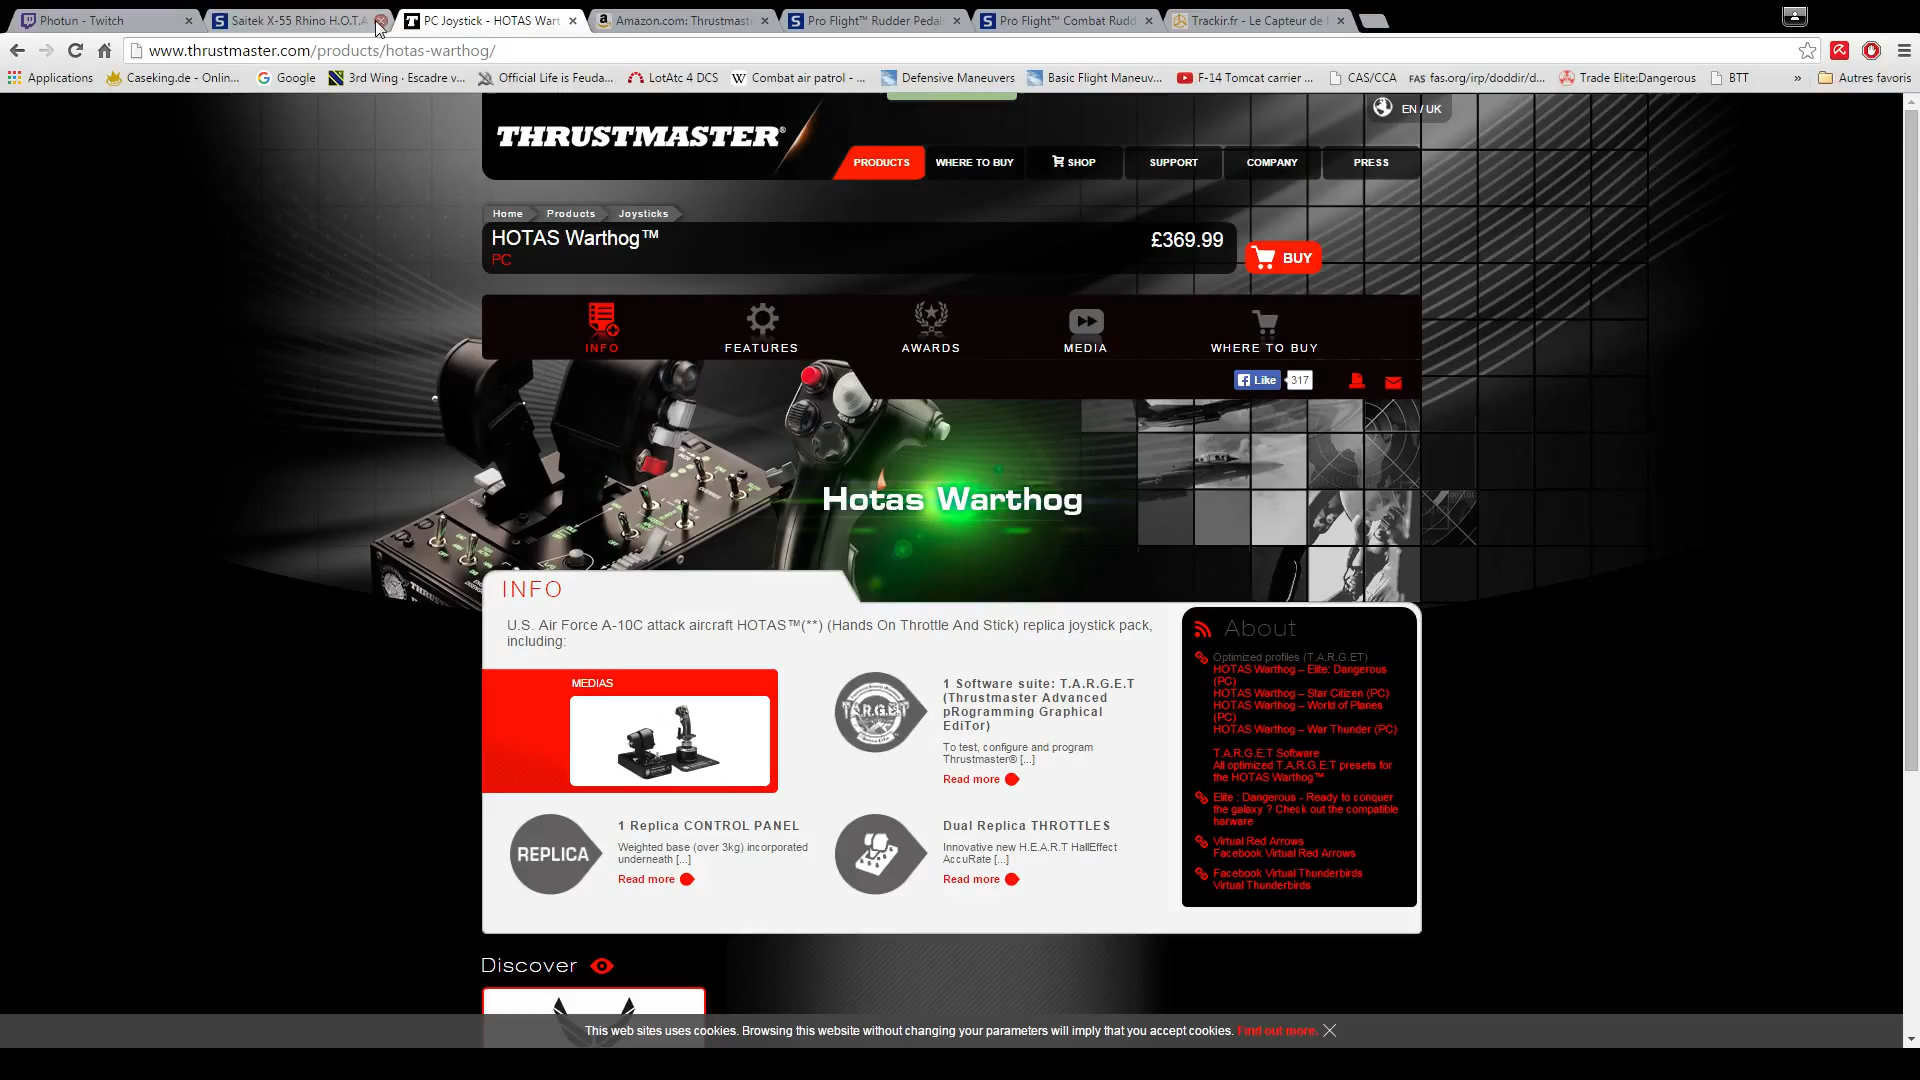 Photun - Twitch
Saitek X-55 Rhino H.O.T.A
PC Joystick - HOTAS Wart
Amazon.com: Thrustmast
Pro Flight™ Rudder Pedal
Pro Flight™ Combat Rudd
Trackir.fr - Le Capteur de
www.thrustmaster.com/products/hotas-warthog/
Applications
Caseking.de - Onlin...
Google
3rd Wing · Escadre v...
Official Life is Feuda...
LotAtc 4 DCS
Combat air patrol - ...
Defensive Maneuvers
Basic Flight Maneuv...
F-14 Tomcat carrier ...
CAS/CCA
FAS fas.org/irp/doddir/d...
Trade Elite:Dangerous
BTT
»
Autres favoris
EN / UK
THRUSTMASTER®
PRODUCTS
WHERE TO BUY
SHOP
SUPPORT
COMPANY
PRESS
Home
Products
Joysticks
HOTAS Warthog™
£369.99
BUY
PC
INFO
FEATURES
AWARDS
MEDIA
WHERE TO BUY
Like
317
Hotas Warthog
INFO
U.S. Air Force A-10C attack aircraft HOTAS™(**) (Hands On Throttle And Stick) replica joystick pack,
including:
MEDIAS
T.A.R.G.E.T
1 Software suite: T.A.R.G.E.T
(Thrustmaster Advanced
pRogramming Graphical
EdiTor)
To test, configure and program
Thrustmaster® [...]
Read more
REPLICA
1 Replica CONTROL PANEL
Weighted base (over 3kg) incorporated
underneath [...]
Read more
Dual Replica THROTTLES
Innovative new H.E.A.R.T HallEffect
AccuRate [...]
Read more
About
Optimized profiles (T.A.R.G.ET)
HOTAS Warthog – Elite: Dangerous
(PC)
HOTAS Warthog – Star Citizen (PC)
HOTAS Warthog – World of Planes
(PC)
HOTAS Warthog – War Thunder (PC)
T.A.R.G.E.T Software
All optimized T.A.R.G.E.T presets for
the HOTAS Warthog™
Elite : Dangerous - Ready to conquer
the galaxy ? Check out the compatible
harware
Virtual Red Arrows
Facebook Virtual Red Arrows
Facebook Virtual Thunderbirds
Virtual Thunderbirds
Discover
This web sites uses cookies. Browsing this website without changing your parameters will imply that you accept cookies. Find out more.